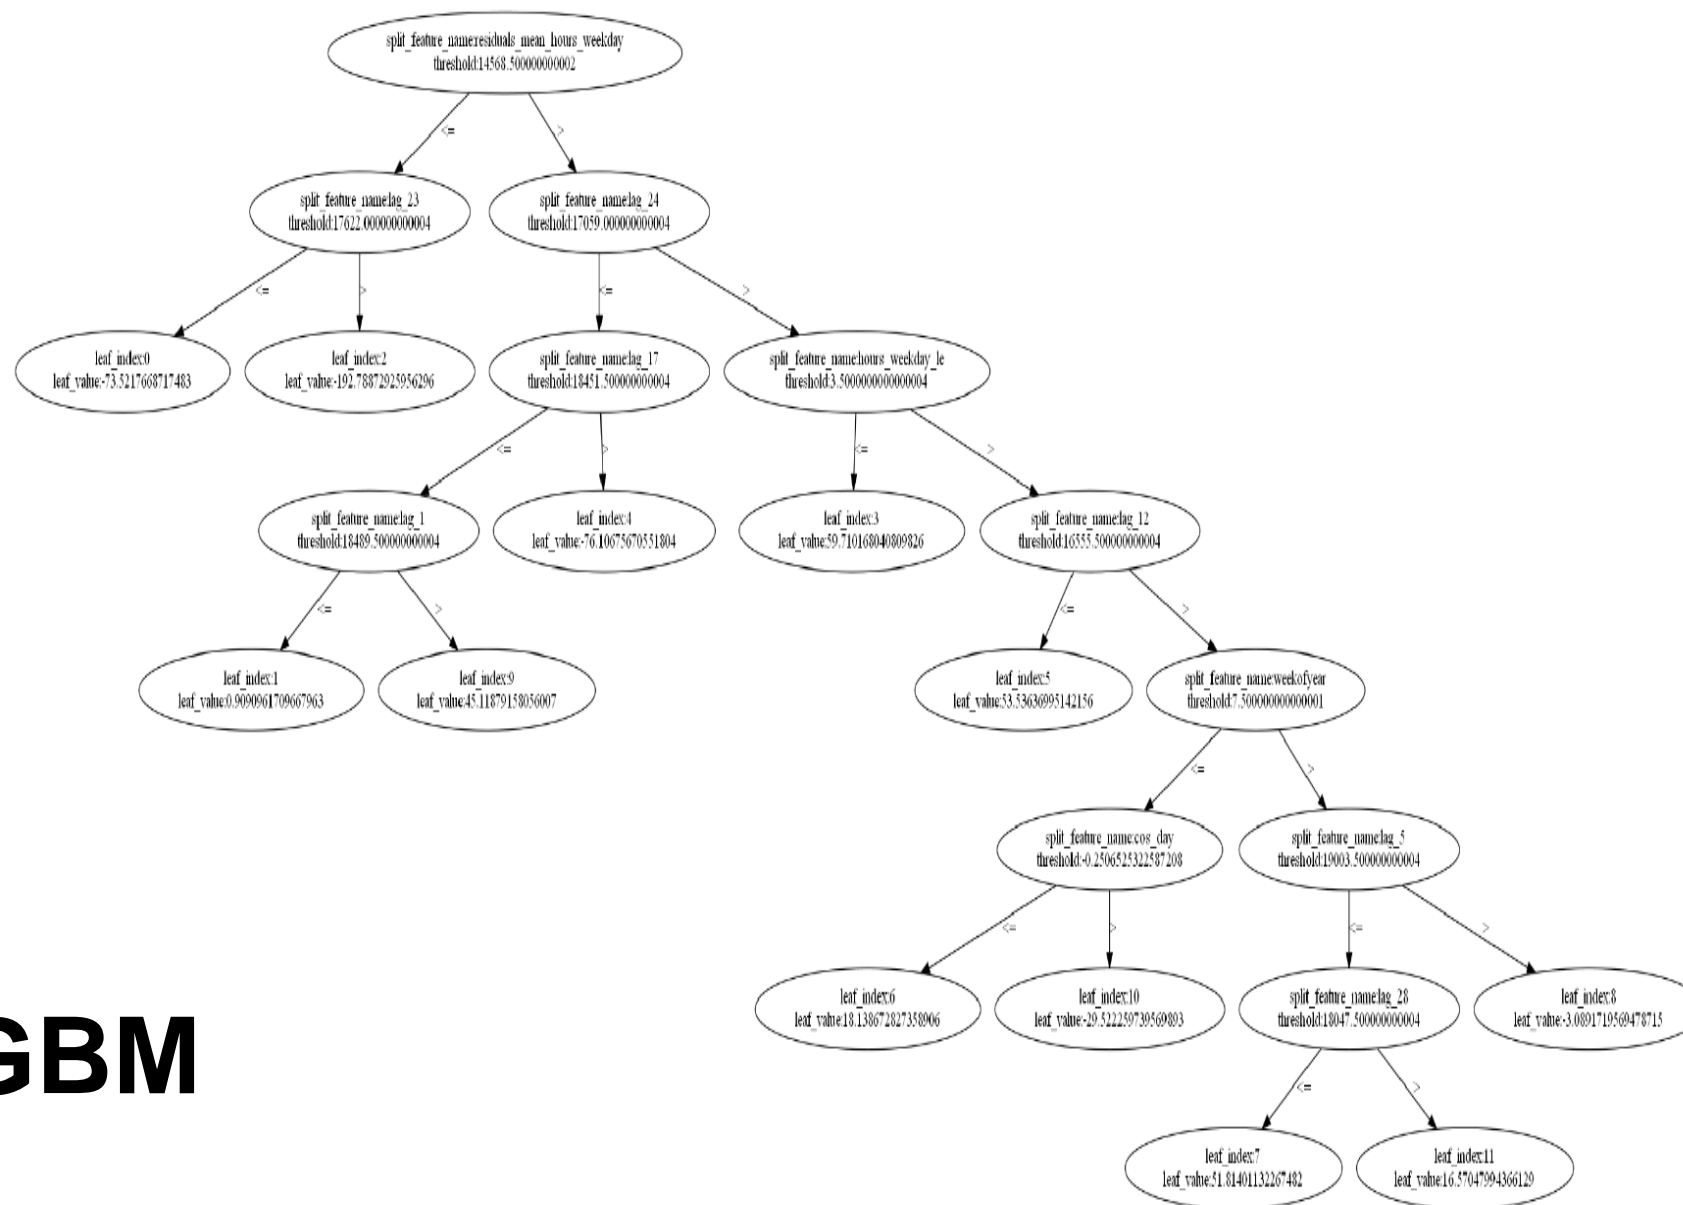 split_feature_name:residuals_mean_hours_weekday
threshold:14568.50000000002
<=
>
split_feature_name:lag_23
threshold:17622.000000000004
split_feature_name:lag_24
threshold:17059.000000000004
<=
>
<=
>
leaf_index:0
leaf_value:-73.5217668717483
leaf_index:2
leaf_value:-192.78872925956296
split_feature_name:lag_17
threshold:18451.500000000004
split_feature_name:hours_weekday_le
threshold:3.5000000000000004
<=
>
<=
>
split_feature_name:lag_1
threshold:18489.500000000004
leaf_index:4
leaf_value:-76.10675670551804
leaf_index:3
leaf_value:59.710168040809826
split_feature_name:lag_12
threshold:16555.500000000004
<=
>
<=
>
leaf_index:1
leaf_value:0.9090961709667963
leaf_index:9
leaf_value:45.11879158056007
leaf_index:5
leaf_value:53.53636995142156
split_feature_name:weekofyear
threshold:7.500000000000001
<=
>
split_feature_name:cos_day
threshold:-0.2506525322587208
split_feature_name:lag_5
threshold:19003.500000000004
<=
>
<=
>
leaf_index:6
leaf_value:18.138672827358906
leaf_index:10
leaf_value:-29.522259739569893
split_feature_name:lag_28
threshold:18047.500000000004
leaf_index:8
leaf_value:-3.0891719569478715
GBM
<=
>
leaf_index:7
leaf_value:51.81401132267482
leaf_index:11
leaf_value:16.57047994366129